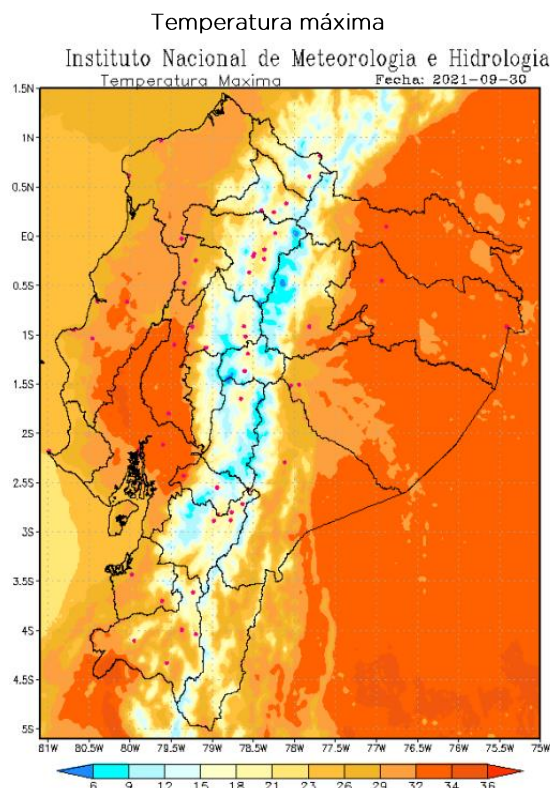 Temperatura máxima
Instituto Nacional de Meteorologia e Hidrologia
Temperatura Maxima Fecha: 2021-09-30
1.5N
1N
0.5N
EQ
0.5S
1S
1.5S
2S
2.5S
3S
3.5S
4S
4.5S
5S
81W 80.5W 80W 79.5W 79W 78.5W 78W 77.5W 77W 76.5W 76W 75.5W 75W
6 9 12 15 18 21 23 26 29 32 34 36